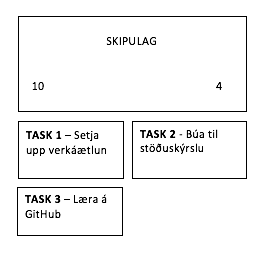 SKIPULAG
10 4
TASK 1 – Setja
upp verkáætlun
TASK 2 - Búa til
stöðuskýrslu
TASK 3 – Læra á
GitHub